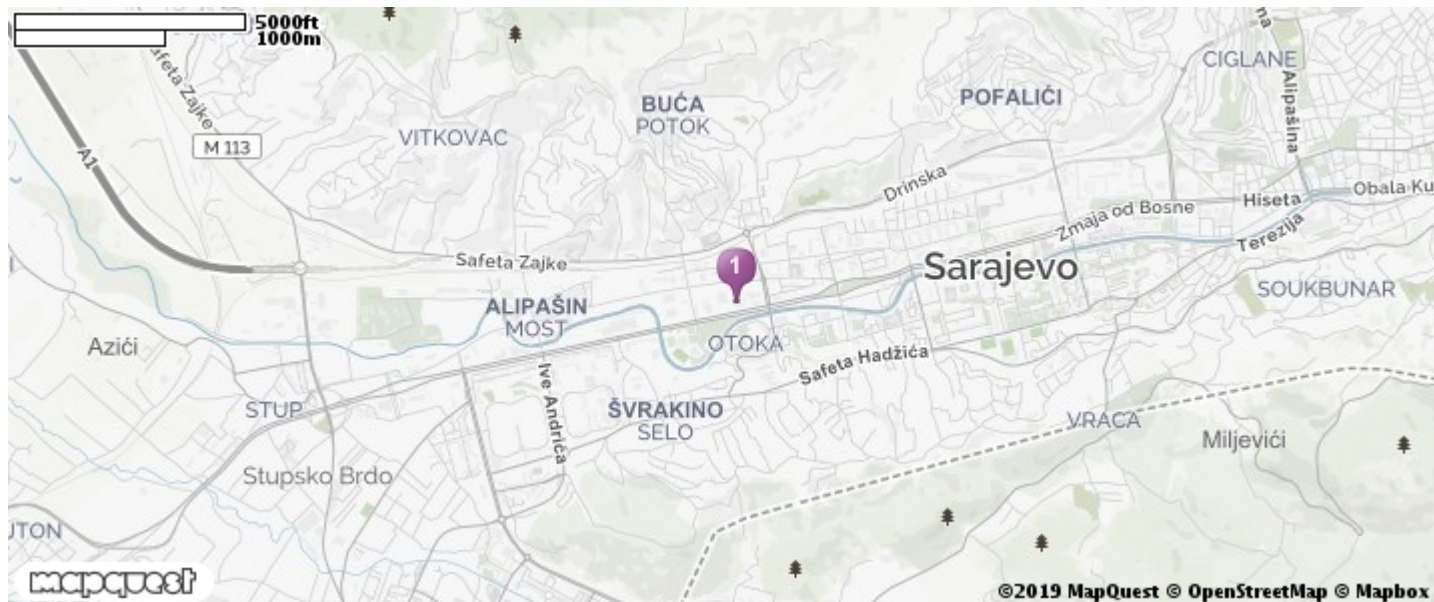 5000ft
1000m
Safeta Zajke
A1
M 113
VITKOVAC
BUĆA
POTOK
POFALIĆI
CIGLANE
Alipašina
Drinska
Hiseta
Obala Ku
Zmaja od Bosne
Terezija
Safeta Zajke
1
Sarajevo
SOUKBUNAR
ALIPAŠIN
MOST
OTOKA
Azići
Safeta Hadžića
Ive Andrića
STUP
ŠVRAKINO
SELO
VRACA
Miljevići
Stupsko Brdo
mapquest
©2019 MapQuest © OpenStreetMap © Mapbox